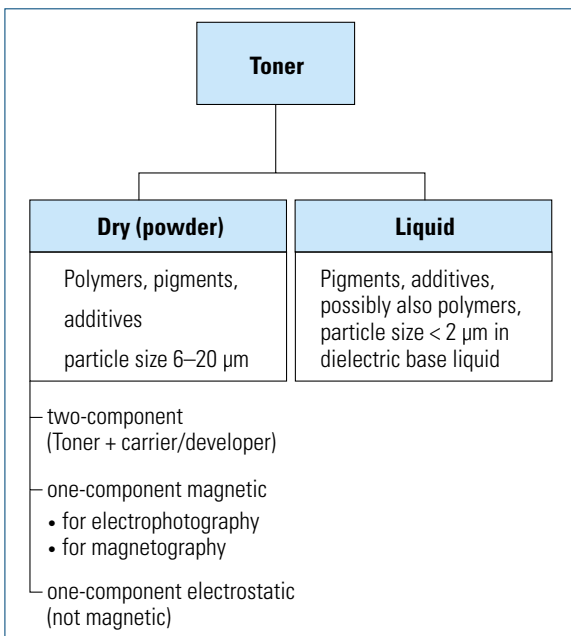 Toner
Dry (powder)
Polymers, pigments,
additives
particle size 6–20 µm
Liquid
Pigments, additives,
possibly also polymers,
particle size < 2 µm in
dielectric base liquid
two-component
(Toner + carrier/developer)
one-component magnetic
• for electrophotography
• for magnetography
one-component electrostatic
(not magnetic)